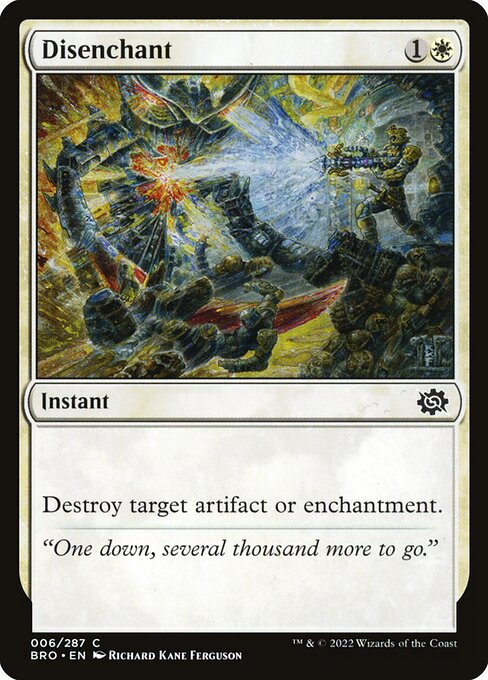 Disenchant 1
Instant
Destroy target artifact or enchantment.
“One down, several thousand more to go.”
006/287 C
BRO • EN Richard Kane Ferguson
™ & © 2022 Wizards of the Coast